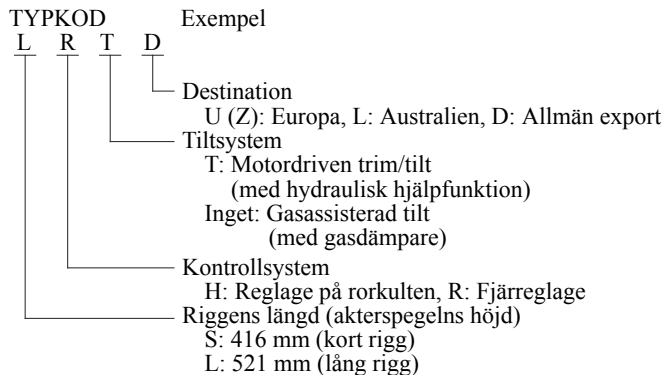 TYPKOD Exempel
L R T D
Destination
U (Z): Europa, L: Australien, D: Allmän export
Tiltsystem
T: Motordriven trim/tilt
(med hydraulisk hjälpfunktion)
Inget: Gasassisterad tilt
(med gasdämpare)
Kontrollsystem
H: Reglage på rorkulten, R: Fjärreglage
Riggens längd (akterspegelns höjd)
S: 416 mm (kort rigg)
L: 521 mm (lång rigg)